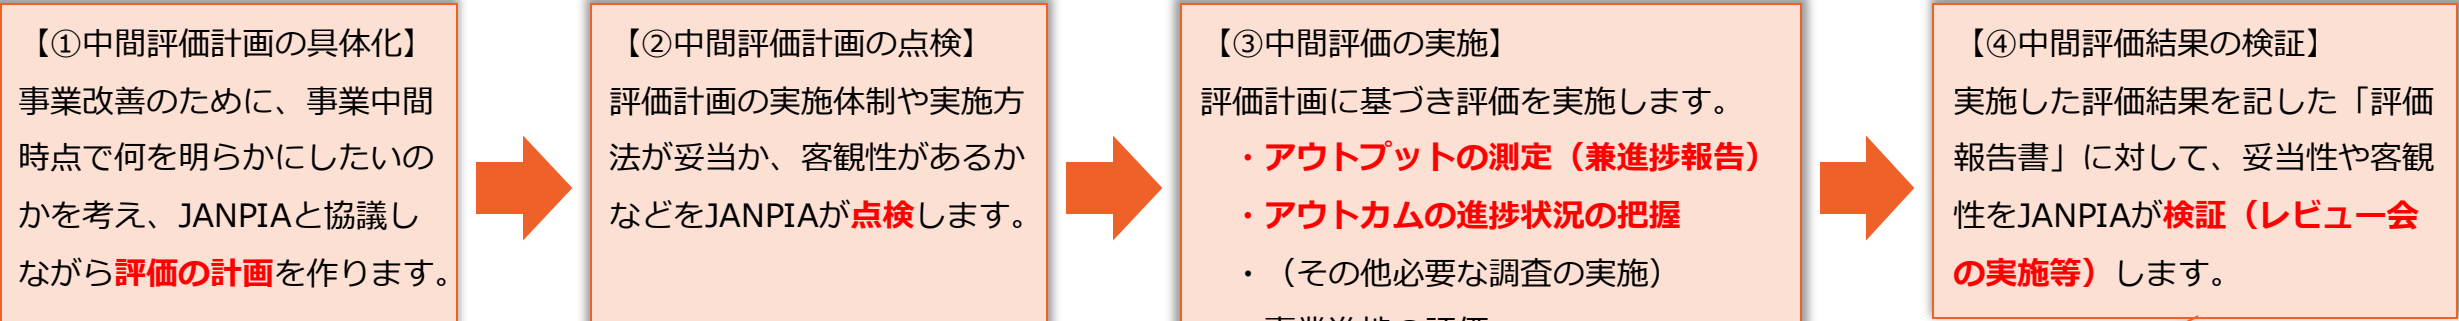 【①中間評価計画の具体化】
事業改善のために、事業中間
時点で何を明らかにしたいの
かを考え、JANPIAと協議し
ながら評価の計画を作ります。
【②中間評価計画の点検】
評価計画の実施体制や実施方
法が妥当か、客観性があるか
などをJANPIAが点検します。
【③中間評価の実施】
評価計画に基づき評価を実施します。
・アウトプットの測定（兼進捗報告）
・アウトカムの進捗状況の把握
・（その他必要な調査の実施）
【④中間評価結果の検証】
実施した評価結果を記した「評価
報告書」に対して、妥当性や客観
性をJANPIAが検証（レビュー会
の実施等）します。